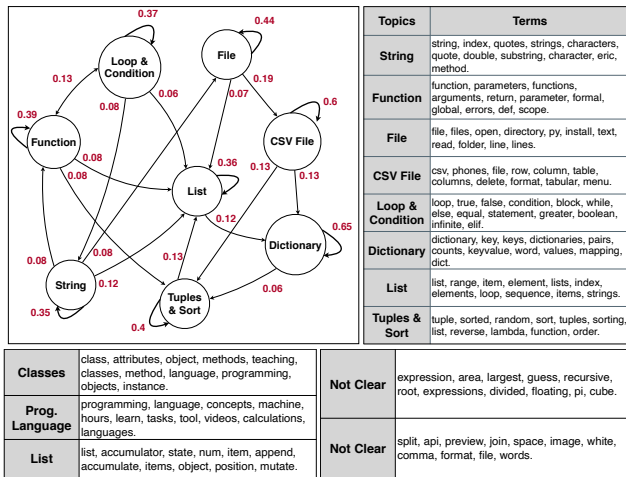 0.37
Loop &
Condition
File
0.44
0.13
0.08
0.06
0.07
0.19
0.6
0.39
Function
CSV File
0.08
0.08
0.36
List
0.13
0.13
0.12
0.65
Dictionary
0.08
0.08
0.12
0.13
0.06
String
0.35
Tuples
& Sort
0.4
Topics Terms
String
string, index, quotes, strings, characters,
quote, double, substring, character, eric,
method.
Function
function, parameters, functions,
arguments, return, parameter, formal,
global, errors, def, scope.
File
file, files, open, directory, py, install, text,
read, folder, line, lines.
CSV File
csv, phones, file, row, column, table,
columns, delete, format, tabular, menu.
Loop &
Condition
loop, true, false, condition, block, while,
else, equal, statement, greater, boolean,
infinite, elif.
Dictionary
dictionary, key, keys, dictionaries, pairs,
counts, keyvalue, word, values, mapping,
dict.
List
list, range, item, element, lists, index,
elements, loop, sequence, items, strings.
Tuples &
Sort
tuple, sorted, random, sort, tuples, sorting,
list, reverse, lambda, function, order.
Classes
class, attributes, object, methods, teaching,
classes, method, language, programming,
objects, instance.
Prog.
Language
programming, language, concepts, machine,
hours, learn, tasks, tool, videos, calculations,
languages.
List
list, accumulator, state, num, item, append,
accumulate, items, object, position, mutate.
Not Clear
expression, area, largest, guess, recursive,
root, expressions, divided, floating, pi, cube.
Not Clear
split, api, preview, join, space, image, white,
comma, format, file, words.